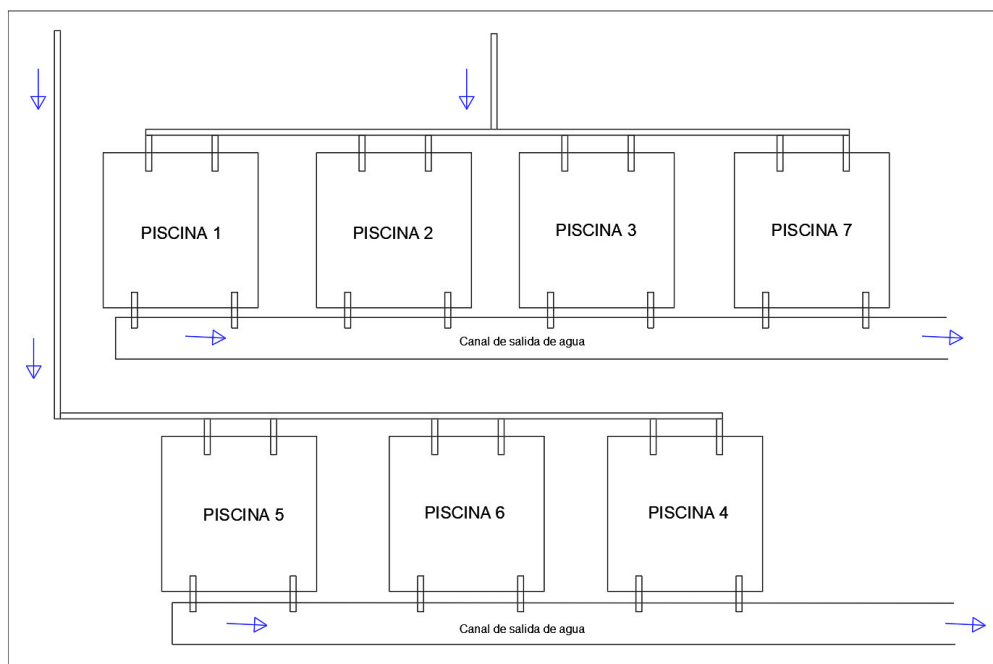 PISCINA 1
PISCINA 2
PISCINA 3
PISCINA 7
Canal de salida de agua
PISCINA 5
PISCINA 6
PISCINA 4
Canal de salida de agua